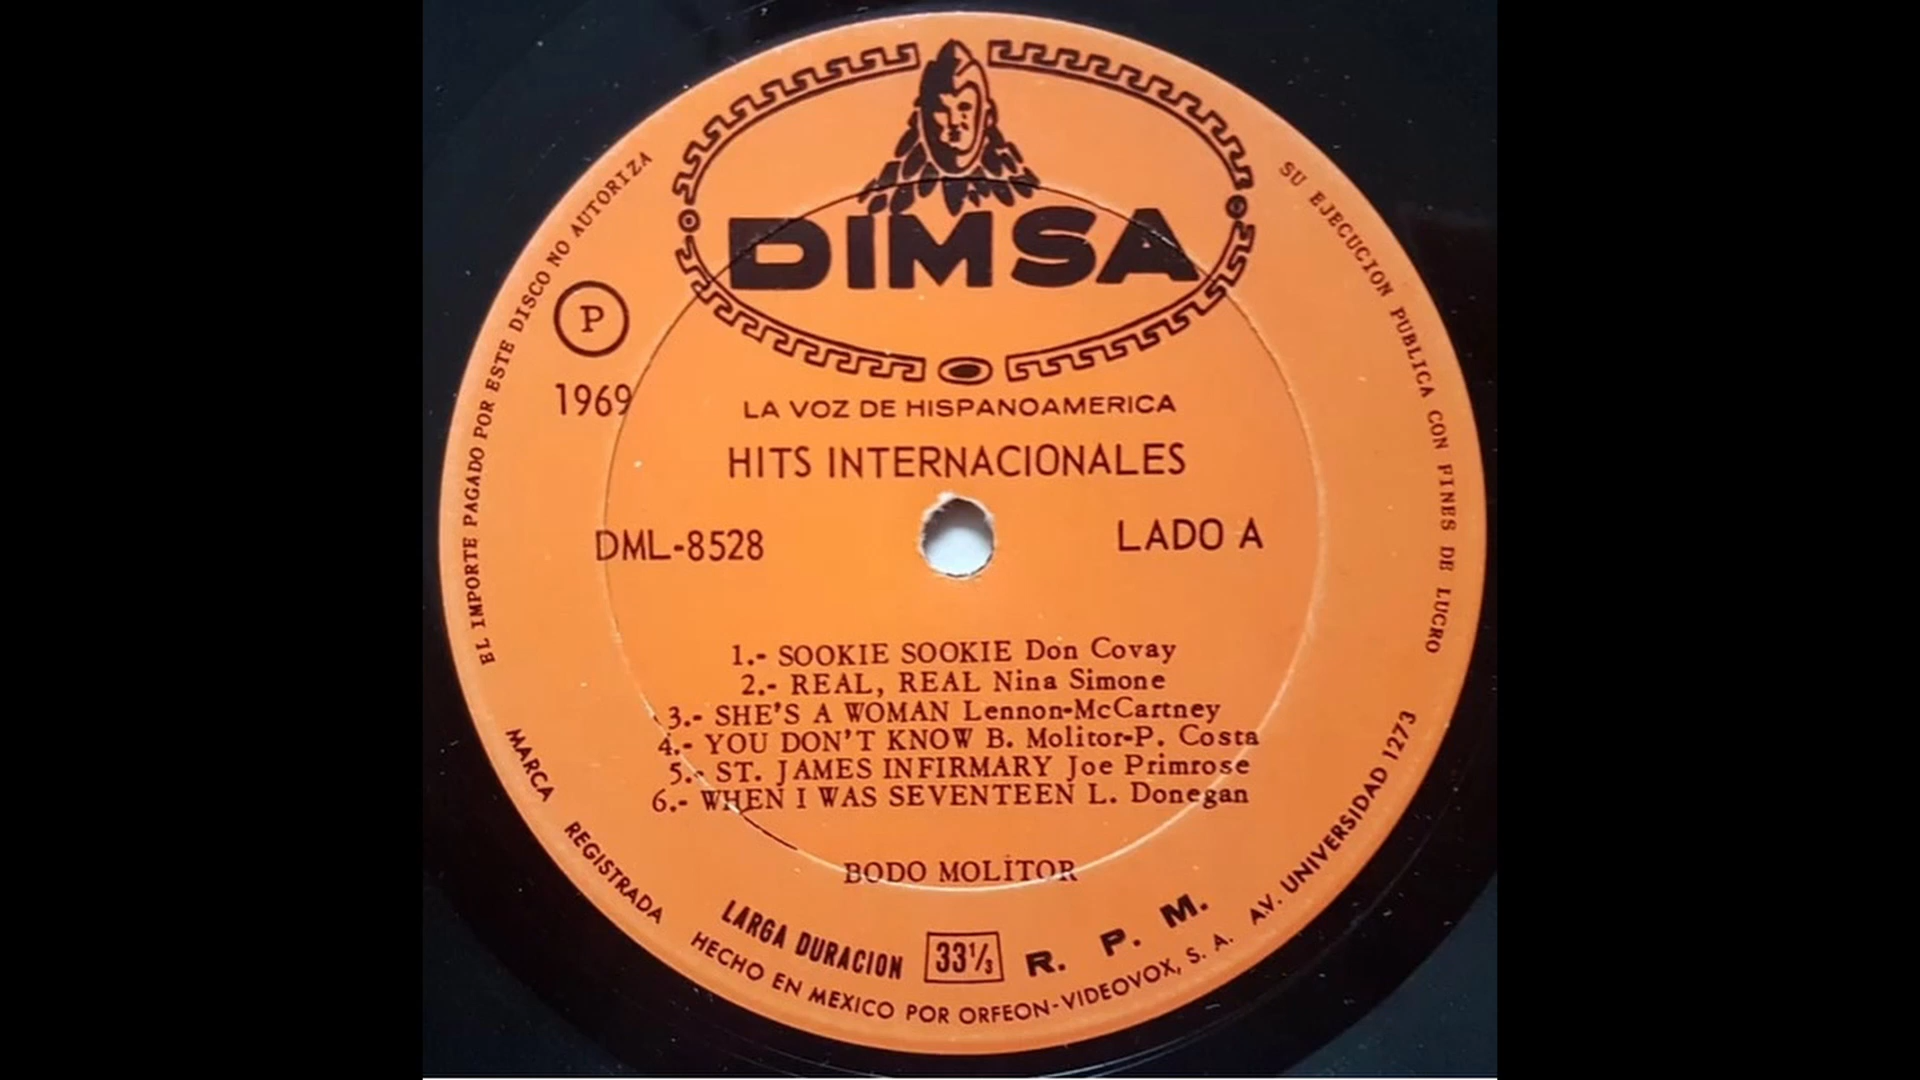 DIMSA
EL IMPORTE PAGADO POR ESTE DISCO NO AUTORIZA
SU EJECUCION PUBLICA CON FINES DE LUCRO
P
1969
LA VOZ DE HISPANOAMERICA
HITS INTERNACIONALES
DML-8528
LADO A
1.- SOOKIE SOOKIE Don Covay
2.- REAL, REAL Nina Simone
3.- SHE'S A WOMAN Lennon-McCartney
4.- YOU DON'T KNOW B. Molitor-P. Costa
5.- ST. JAMES INFIRMARY Joe Primrose
6.- WHEN I WAS SEVENTEEN L. Donegan
BODO MOLITOR
LARGA DURACION 33⅓ R. P. M.
MARCA REGISTRADA HECHO EN MEXICO POR ORFEON-VIDEOVOX, S. A. AV. UNIVERSIDAD 1273